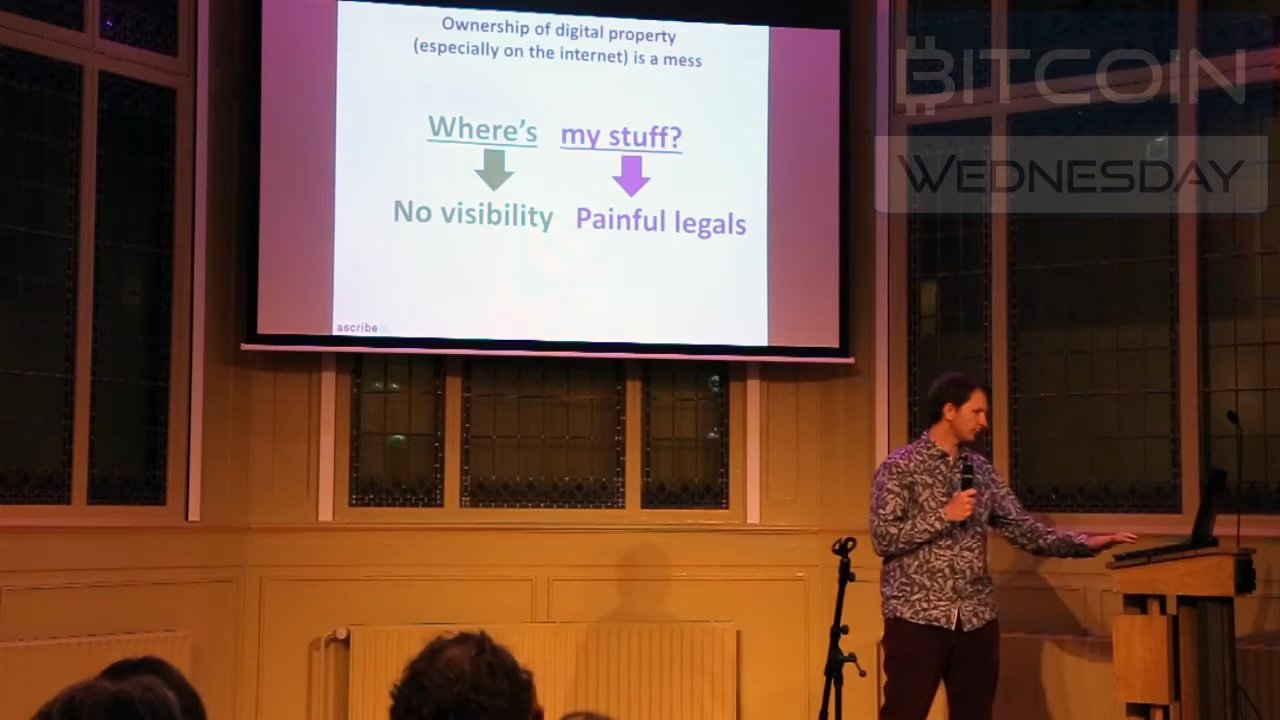 Ownership of digital property
(especially on the internet) is a mess
Where's my stuff?
No visibility Painful legals
ascribe
BITCOIN
WEDNESDAY